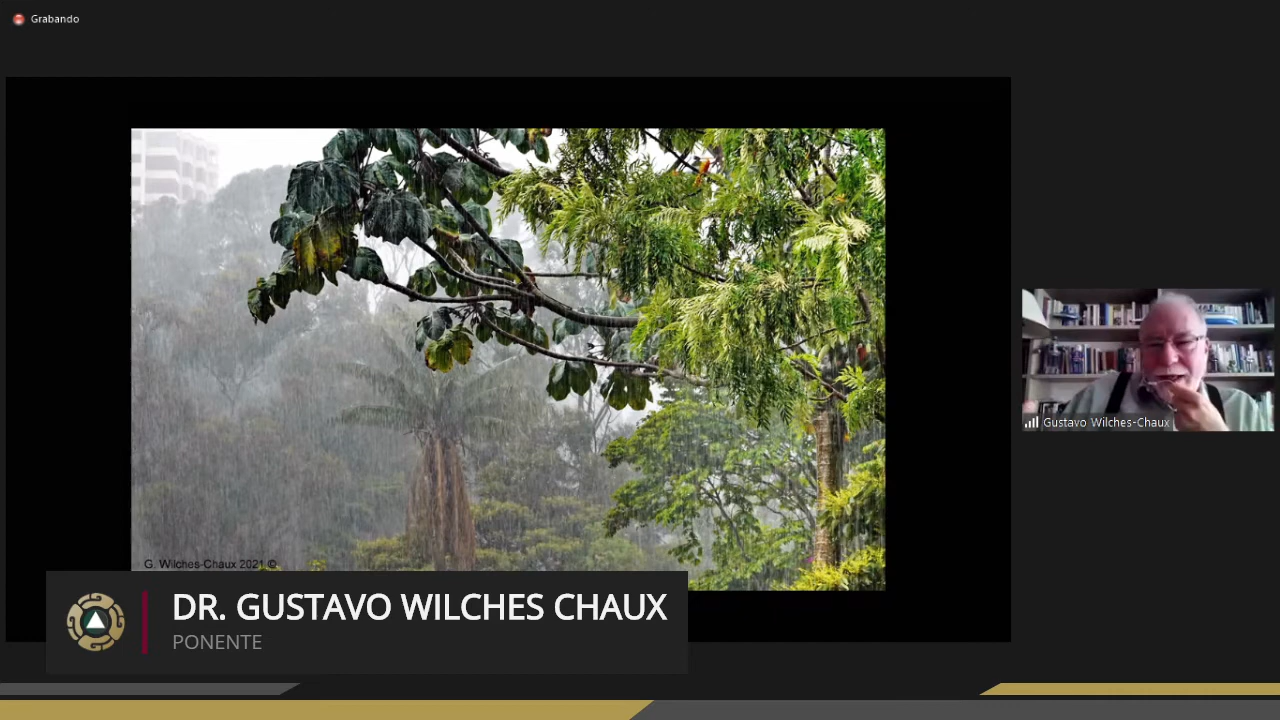 Grabando
G. Wilches-Chaux 2021 ©
Gustavo Wilches-Chaux
DR. GUSTAVO WILCHES CHAUX
PONENTE